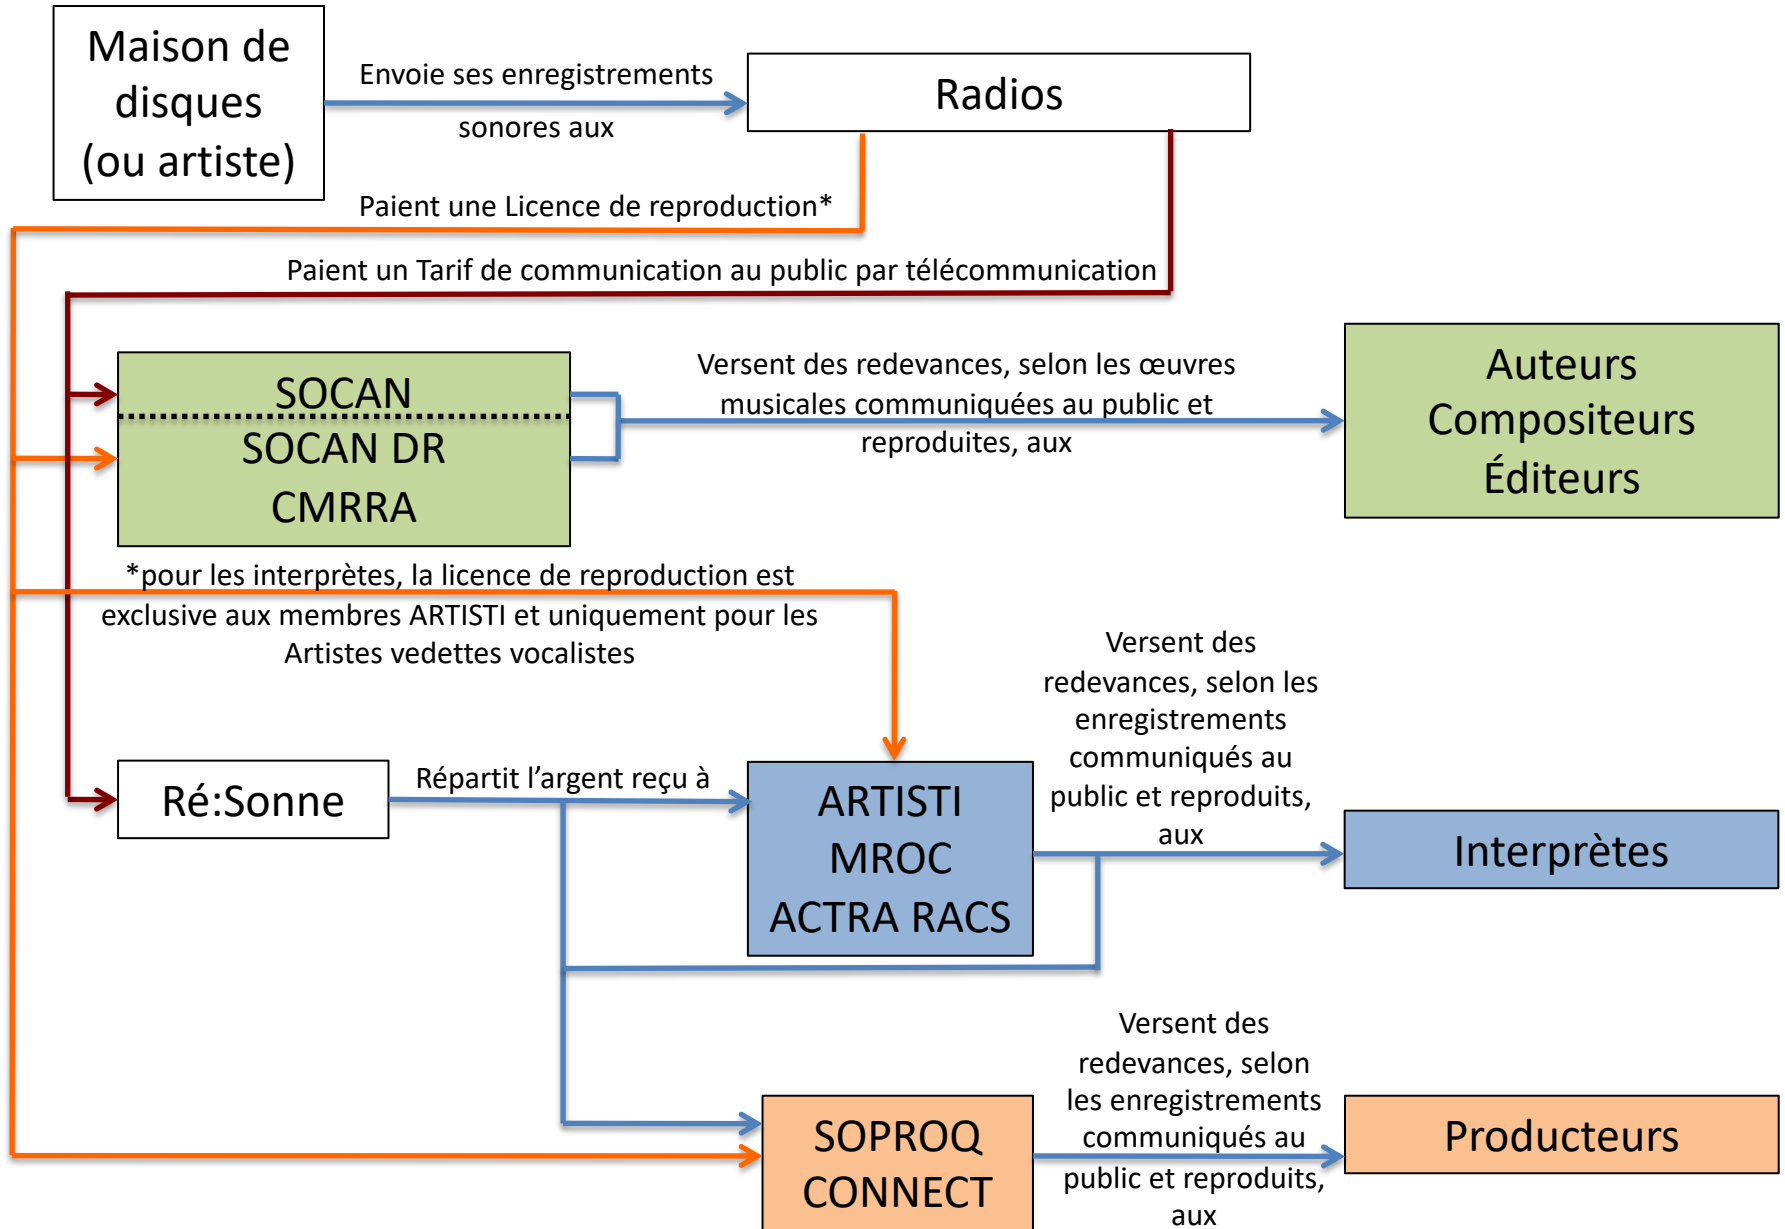 Maison de
disques
(ou artiste)
Envoie ses enregistrements
sonores aux
Radios
Paient une Licence de reproduction*
Paient un Tarif de communication au public par télécommunication
SOCAN
SOCAN DR
CMRRA
Versent des redevances, selon les œuvres
musicales communiquées au public et
reproduites, aux
Auteurs
Compositeurs
Éditeurs
*pour les interprètes, la licence de reproduction est
exclusive aux membres ARTISTI et uniquement pour les
Artistes vedettes vocalistes
Ré:Sonne
Répartit l’argent reçu à
ARTISTI
MROC
ACTRA RACS
Versent des
redevances, selon les
enregistrements
communiqués au
public et reproduits,
aux
Interprètes
SOPROQ
CONNECT
Versent des
redevances, selon
les enregistrements
communiqués au
public et reproduits,
aux
Producteurs